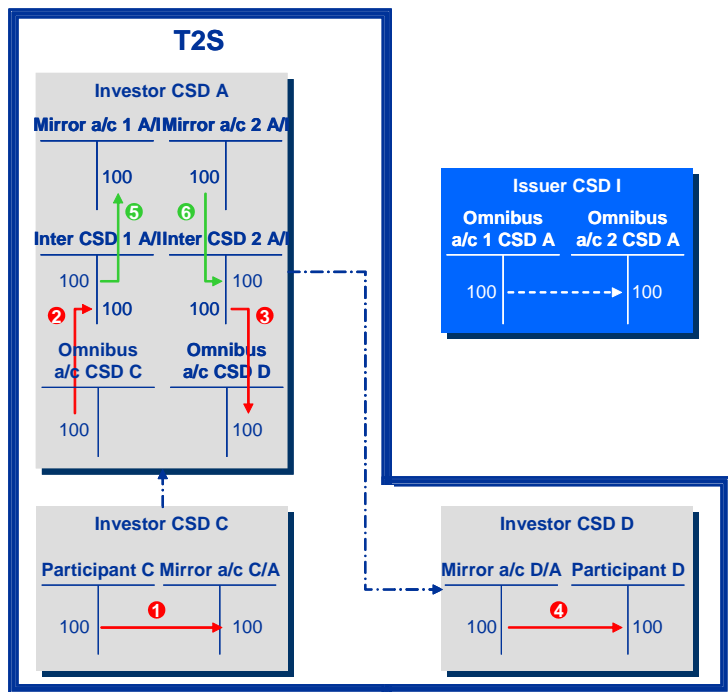 T2S
Investor CSD A
Mirror a/c 1 A/I Mirror a/c 2 A/I
100 100
5 6
Inter CSD 1 A/I Inter CSD 2 A/I
100 100
2 100 100 3
Omnibus a/c CSD C
Omnibus a/c CSD D
100 100
Issuer CSD I
Omnibus a/c 1 CSD A
Omnibus a/c 2 CSD A
100 100
Investor CSD C
Participant C Mirror a/c C/A
1
100 100
Investor CSD D
Mirror a/c D/A Participant D
4
100 100